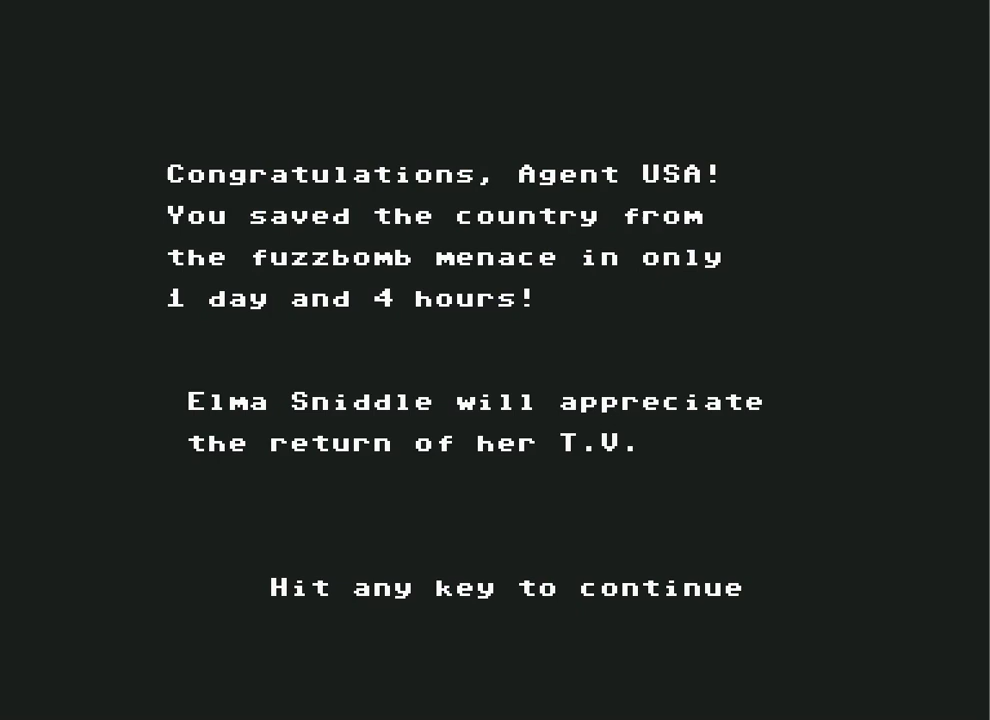 Congratulations, Agent USA!
You saved the country from
the fuzzbomb menace in only
1 day and 4 hours!
Elma Sniddle will appreciate
the return of her T.V.
Hit any key to continue